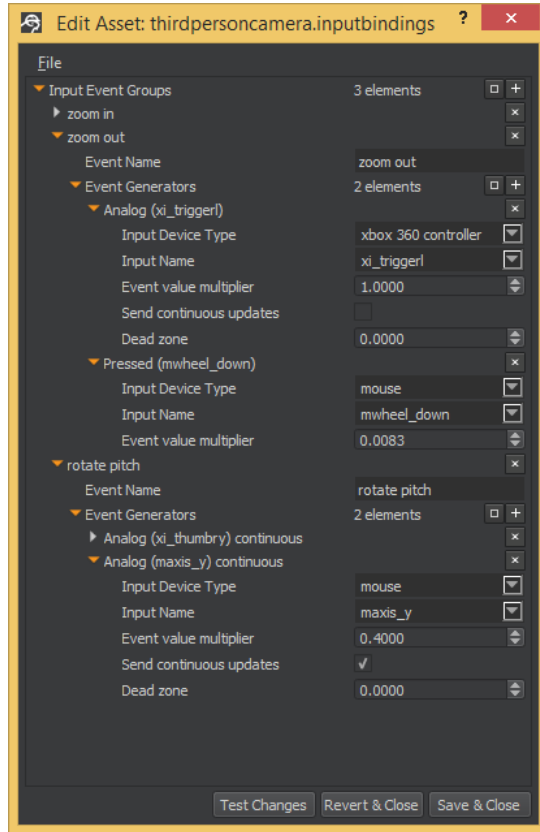 Edit Asset: thirdpersoncamera.inputbindings ? ×
File
Input Event Groups 3 elements
zoom in
zoom out
Event Name zoom out
Event Generators 2 elements
Analog (xi_triggerl)
Input Device Type xbox 360 controller
Input Name xi_triggerl
Event value multiplier 1.0000
Send continuous updates
Dead zone 0.0000
Pressed (mwheel_down)
Input Device Type mouse
Input Name mwheel_down
Event value multiplier 0.0083
rotate pitch
Event Name rotate pitch
Event Generators 2 elements
Analog (xi_thumbry) continuous
Analog (maxis_y) continuous
Input Device Type mouse
Input Name maxis_y
Event value multiplier 0.4000
Send continuous updates
Dead zone 0.0000
Test Changes Revert & Close Save & Close